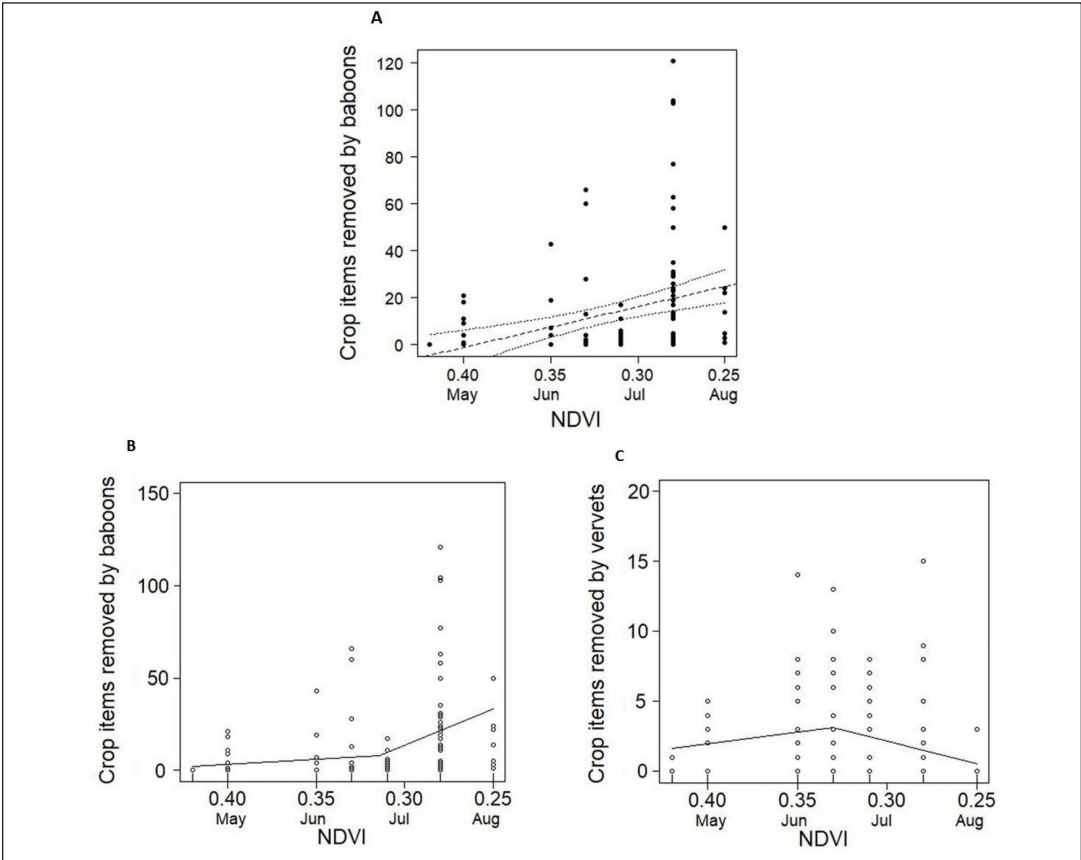 A
Crop items removed by baboons
120
100
80
60
40
20
0
0.40 0.35 0.30 0.25
May Jun Jul Aug
NDVI
B
Crop items removed by baboons
150
100
50
0
0.40 0.35 0.30 0.25
May Jun Jul Aug
NDVI
C
Crop items removed by vervets
20
15
10
5
0
0.40 0.35 0.30 0.25
May Jun Jul Aug
NDVI